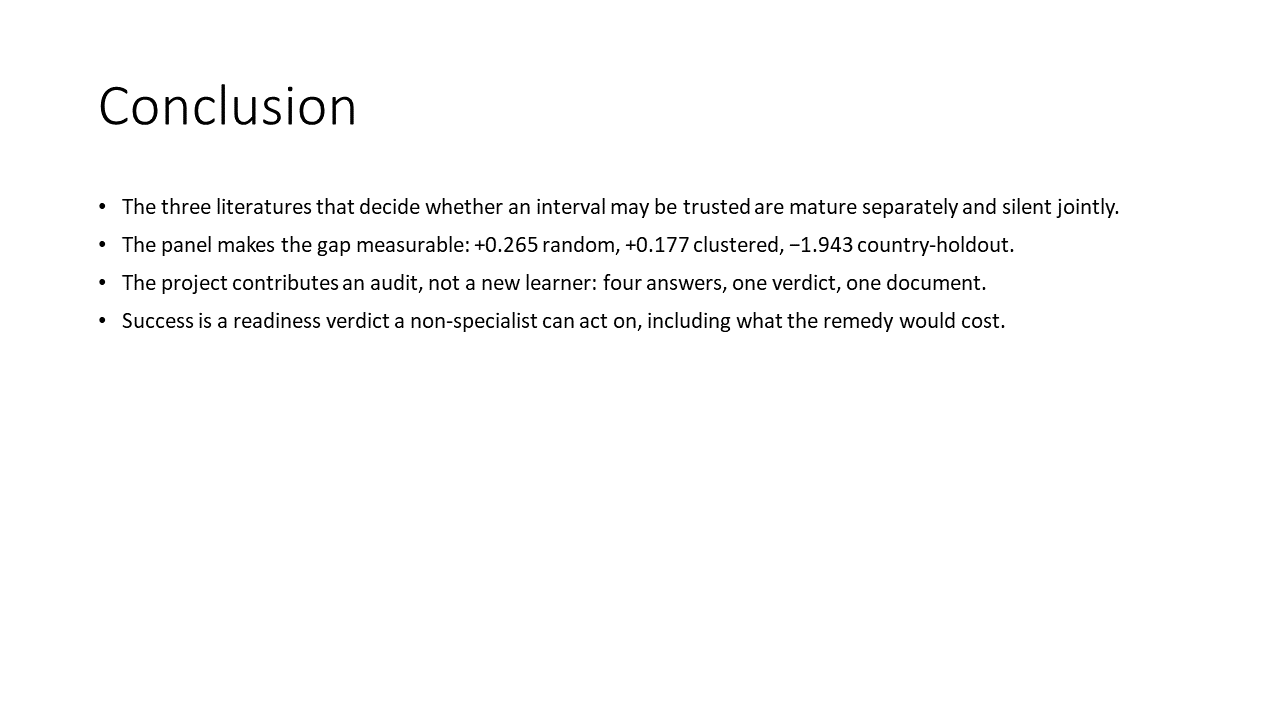 Conclusion
• The three literatures that decide whether an interval may be trusted are mature separately and silent jointly.
• The panel makes the gap measurable: +0.265 random, +0.177 clustered, −1.943 country-holdout.
• The project contributes an audit, not a new learner: four answers, one verdict, one document.
• Success is a readiness verdict a non-specialist can act on, including what the remedy would cost.